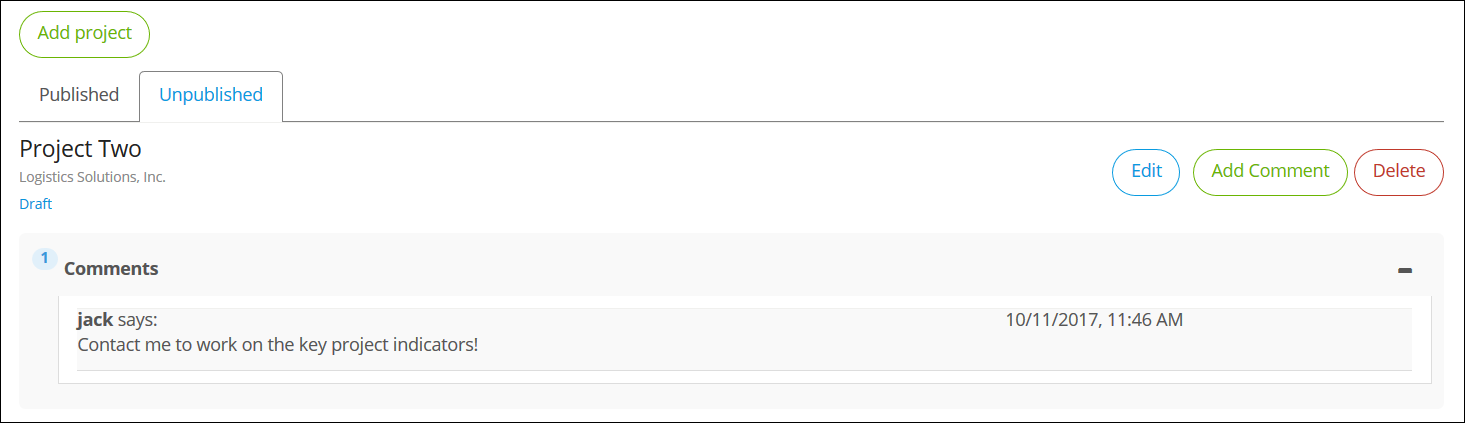 Add project
Published Unpublished
Project Two
Logistics Solutions, Inc.
Draft
Edit Add Comment Delete
1
Comments
jack says: 10/11/2017, 11:46 AM
Contact me to work on the key project indicators!